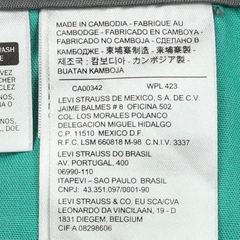 WASH
MADE IN CAMBODIA - FABRIQUE AU
CAMBODGE - FABRICADO EN CAMBOYA -
FABRICADO NO CAMBOJA - СДЕЛАНО В
КАМБОДЖЕ - 柬埔寨制造 - 柬埔寨製造 -
제조국 : 캄보디아 - カンボジア製 -
BUATAN KAMBOJA
CA00342 WPL 423
LEVI STRAUSS DE MEXICO, S.A. DE C.V.
JAIME BALMES # 8 OFICINA 502
COL. LOS MORALES POLANCO
DELEGACION MIGUEL HIDALGO
C.P. 11510 MEXICO D.F.
R.F.C. LSM 660818 M-98 C.N.I.T. 3367
LEVI STRAUSS DO BRASIL
AV. PORTUGAL, 400
06990-110
ITAPEVI - SAO PAULO BRASIL
CNPJ: 43.351.097/0001-90
LEVI STRAUSS & CO. EU SCA/CVA
LEONARDO DA VINCILAAN, 19 - D
1831 DIEGEM, BELGIUM
CIF A 08298606